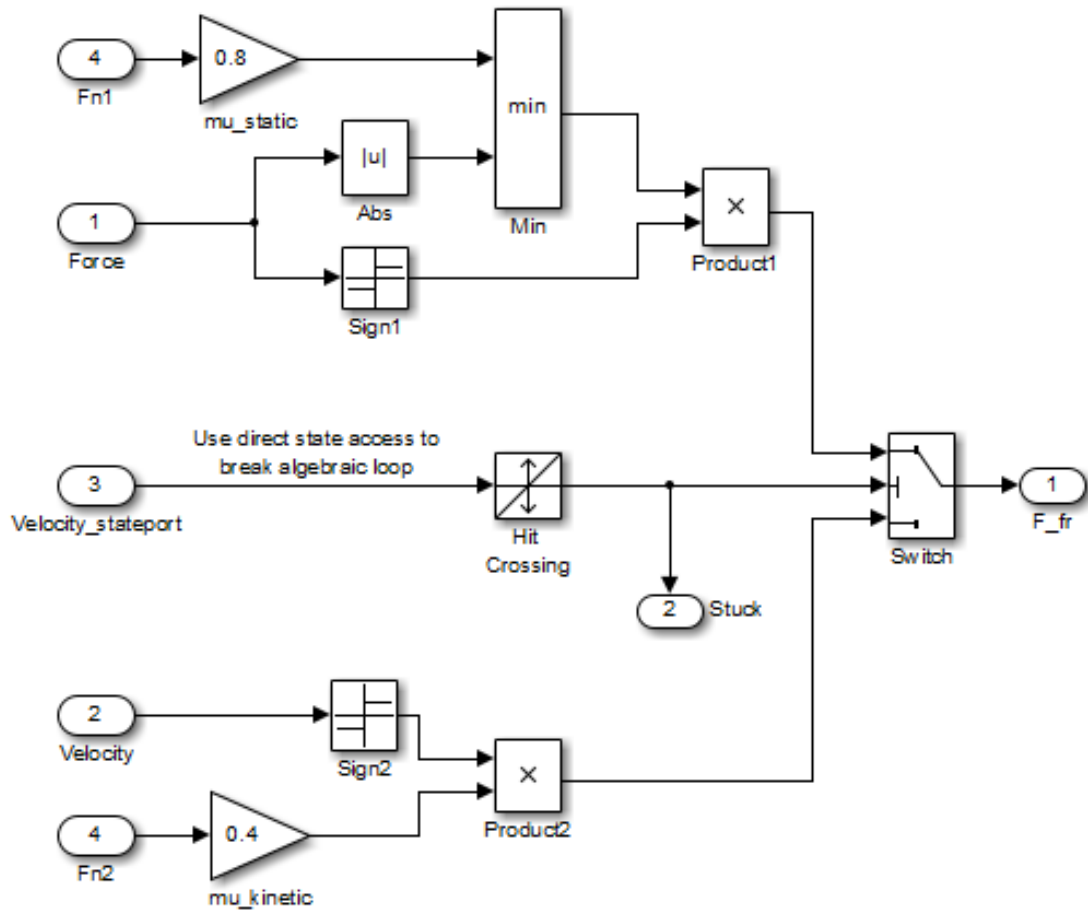 4
Fn1
0.8
mu_static
min
Min
|u|
Abs
1
Force
Sign1
×
Product1
Use direct state access to
break algebraic loop
3
Velocity_stateport
Hit
Crossing
Switch
1
F_fr
2
Stuck
2
Velocity
Sign2
×
Product2
4
Fn2
0.4
mu_kinetic